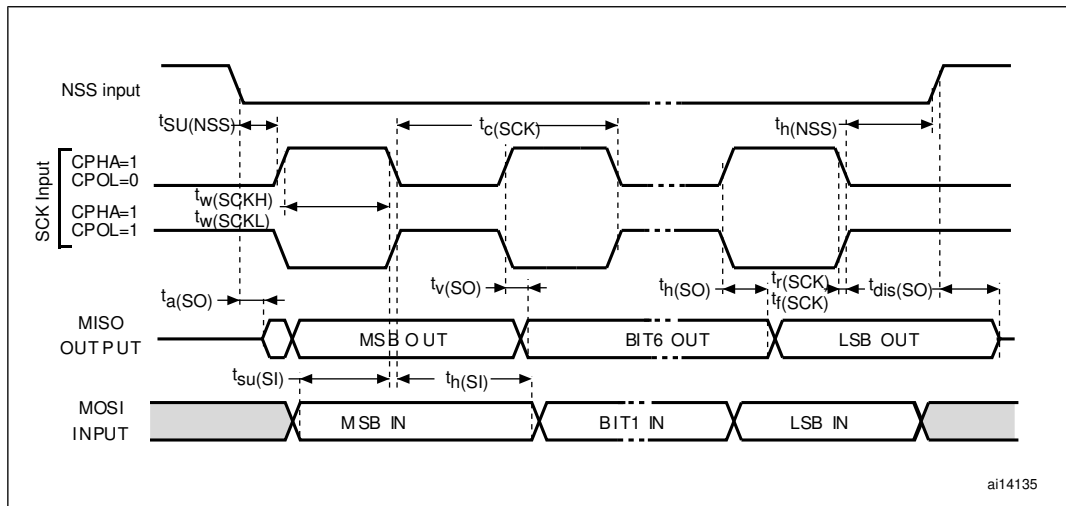 NSS input
tSU(NSS)
tc(SCK)
th(NSS)
SCK Input
CPHA=1
CPOL=0
tw(SCKH)
CPHA=1
tw(SCKL)
CPOL=1
ta(SO)
tv(SO)
th(SO)
tr(SCK)
tf(SCK)
tdis(SO)
MISO
OUTPUT
MSB OUT
BIT6 OUT
LSB OUT
tsu(SI)
th(SI)
MOSI
INPUT
MSB IN
BIT1 IN
LSB IN
ai14135